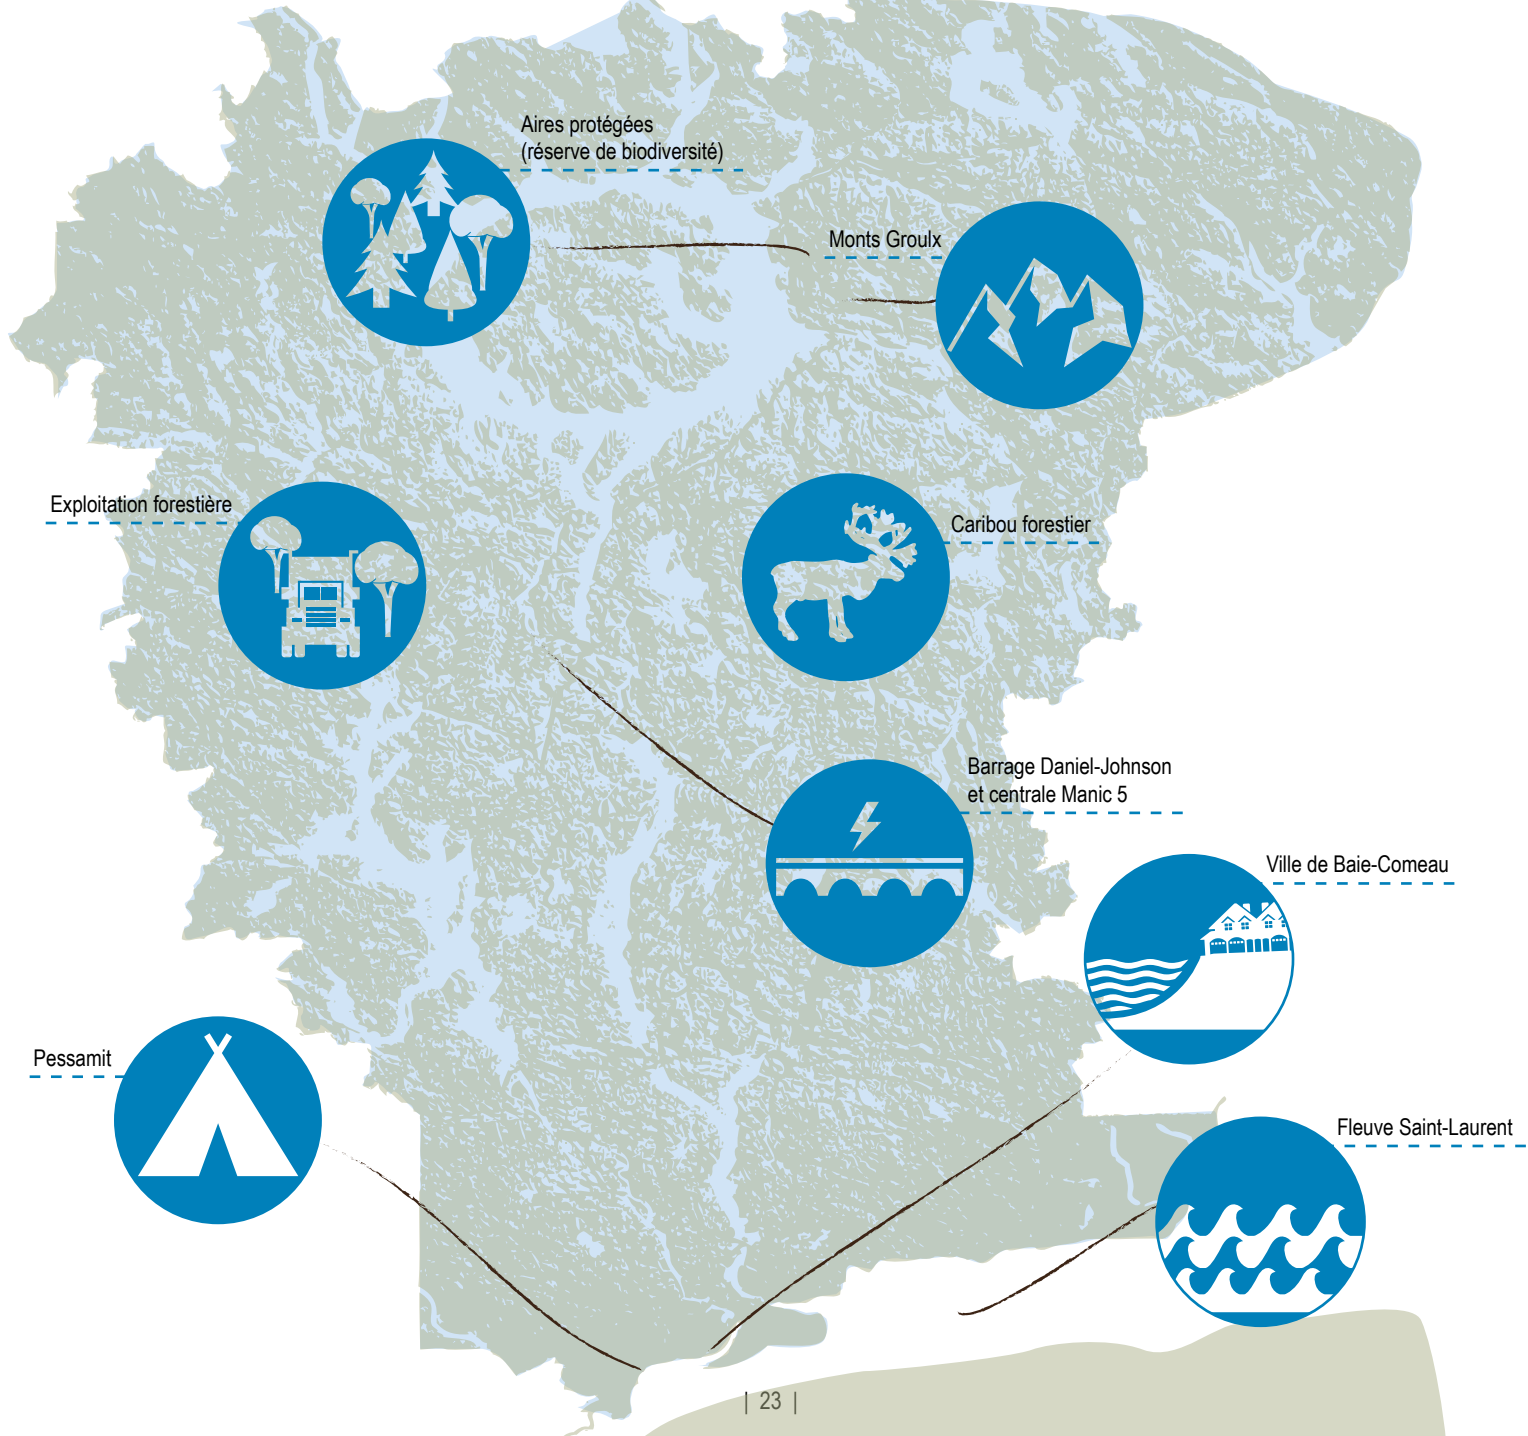 Aires protégées
(réserve de biodiversité)
Monts Groulx
Exploitation forestière
Caribou forestier
Barrage Daniel-Johnson
et centrale Manic 5
Ville de Baie-Comeau
Pessamit
Fleuve Saint-Laurent
| 23 |